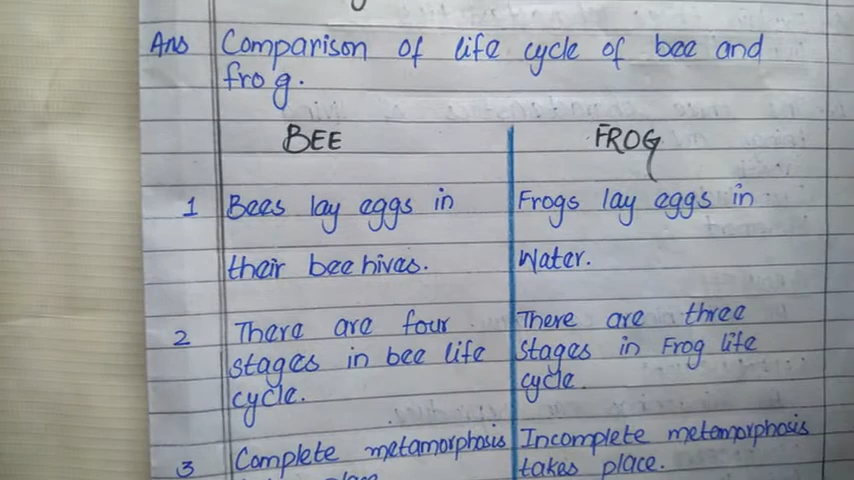 Ans Comparison of life cycle of bee and
frog.
BEE FROG
1 Bees lay eggs in Frogs lay eggs in
their beehives. Water.
2 There are four There are three
stages in bee life stages in Frog life
cycle. cycle.
3 Complete metamorphosis Incomplete metamorphosis
takes place.